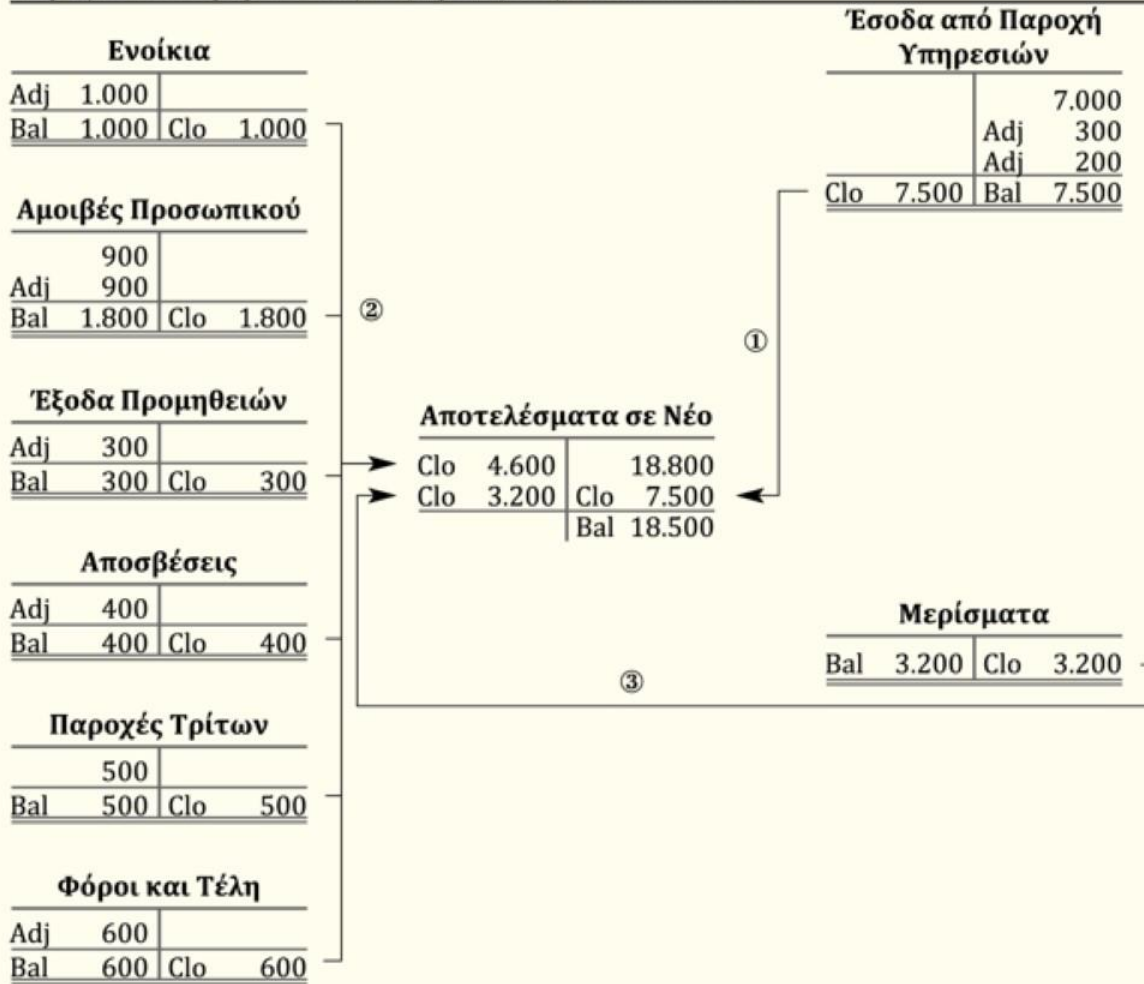 Ενοίκια
Adj 1.000
Bal 1.000 Clo 1.000
Αμοιβές Προσωπικού
900
Adj 900
Bal 1.800 Clo 1.800
②
Έξοδα Προμηθειών
Adj 300
Bal 300 Clo 300
Αποσβέσεις
Adj 400
Bal 400 Clo 400
Παροχές Τρίτων
500
Bal 500 Clo 500
Φόροι και Τέλη
Adj 600
Bal 600 Clo 600
Αποτελέσματα σε Νέο
Clo 4.600 18.800
Clo 3.200 Clo 7.500
Bal 18.500
Έσοδα από Παροχή
Υπηρεσιών
7.000
Adj 300
Adj 200
Clo 7.500 Bal 7.500
①
Μερίσματα
Bal 3.200 Clo 3.200
③